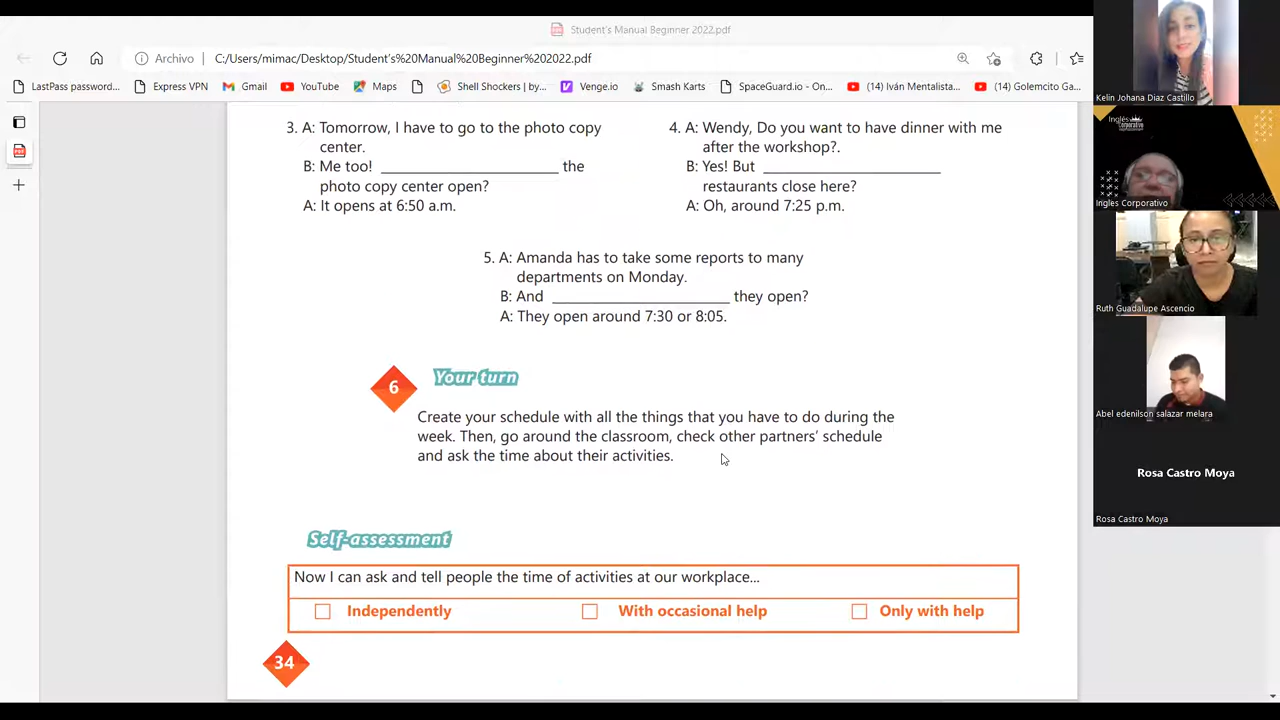 Student's Manual Beginner 2022.pdf
Archivo
C:/Users/mimac/Desktop/Student's%20Manual%20Beginner%202022.pdf
LastPass password...
Express VPN
Gmail
YouTube
Maps
Shell Shockers | by...
Venge.io
Smash Karts
SpaceGuard.io - On...
(14) Iván Mentalista...
(14) Golemcito Ga...
3. A: Tomorrow, I have to go to the photo copy
center.
B: Me too! ____________________ the
photo copy center open?
A: It opens at 6:50 a.m.
4. A: Wendy, Do you want to have dinner with me
after the workshop?.
B: Yes! But ____________________
restaurants close here?
A: Oh, around 7:25 p.m.
5. A: Amanda has to take some reports to many
departments on Monday.
B: And ____________________ they open?
A: They open around 7:30 or 8:05.
6
Your turn
Create your schedule with all the things that you have to do during the
week. Then, go around the classroom, check other partners' schedule
and ask the time about their activities.
Self-assessment
Now I can ask and tell people the time of activities at our workplace...
Independently
With occasional help
Only with help
34
Kelin Johana Diaz Castillo
Inglés
Corporativo
Ingles Corporativo
Ruth Guadalupe Ascencio
Abel edenilson salazar melara
Rosa Castro Moya
Rosa Castro Moya